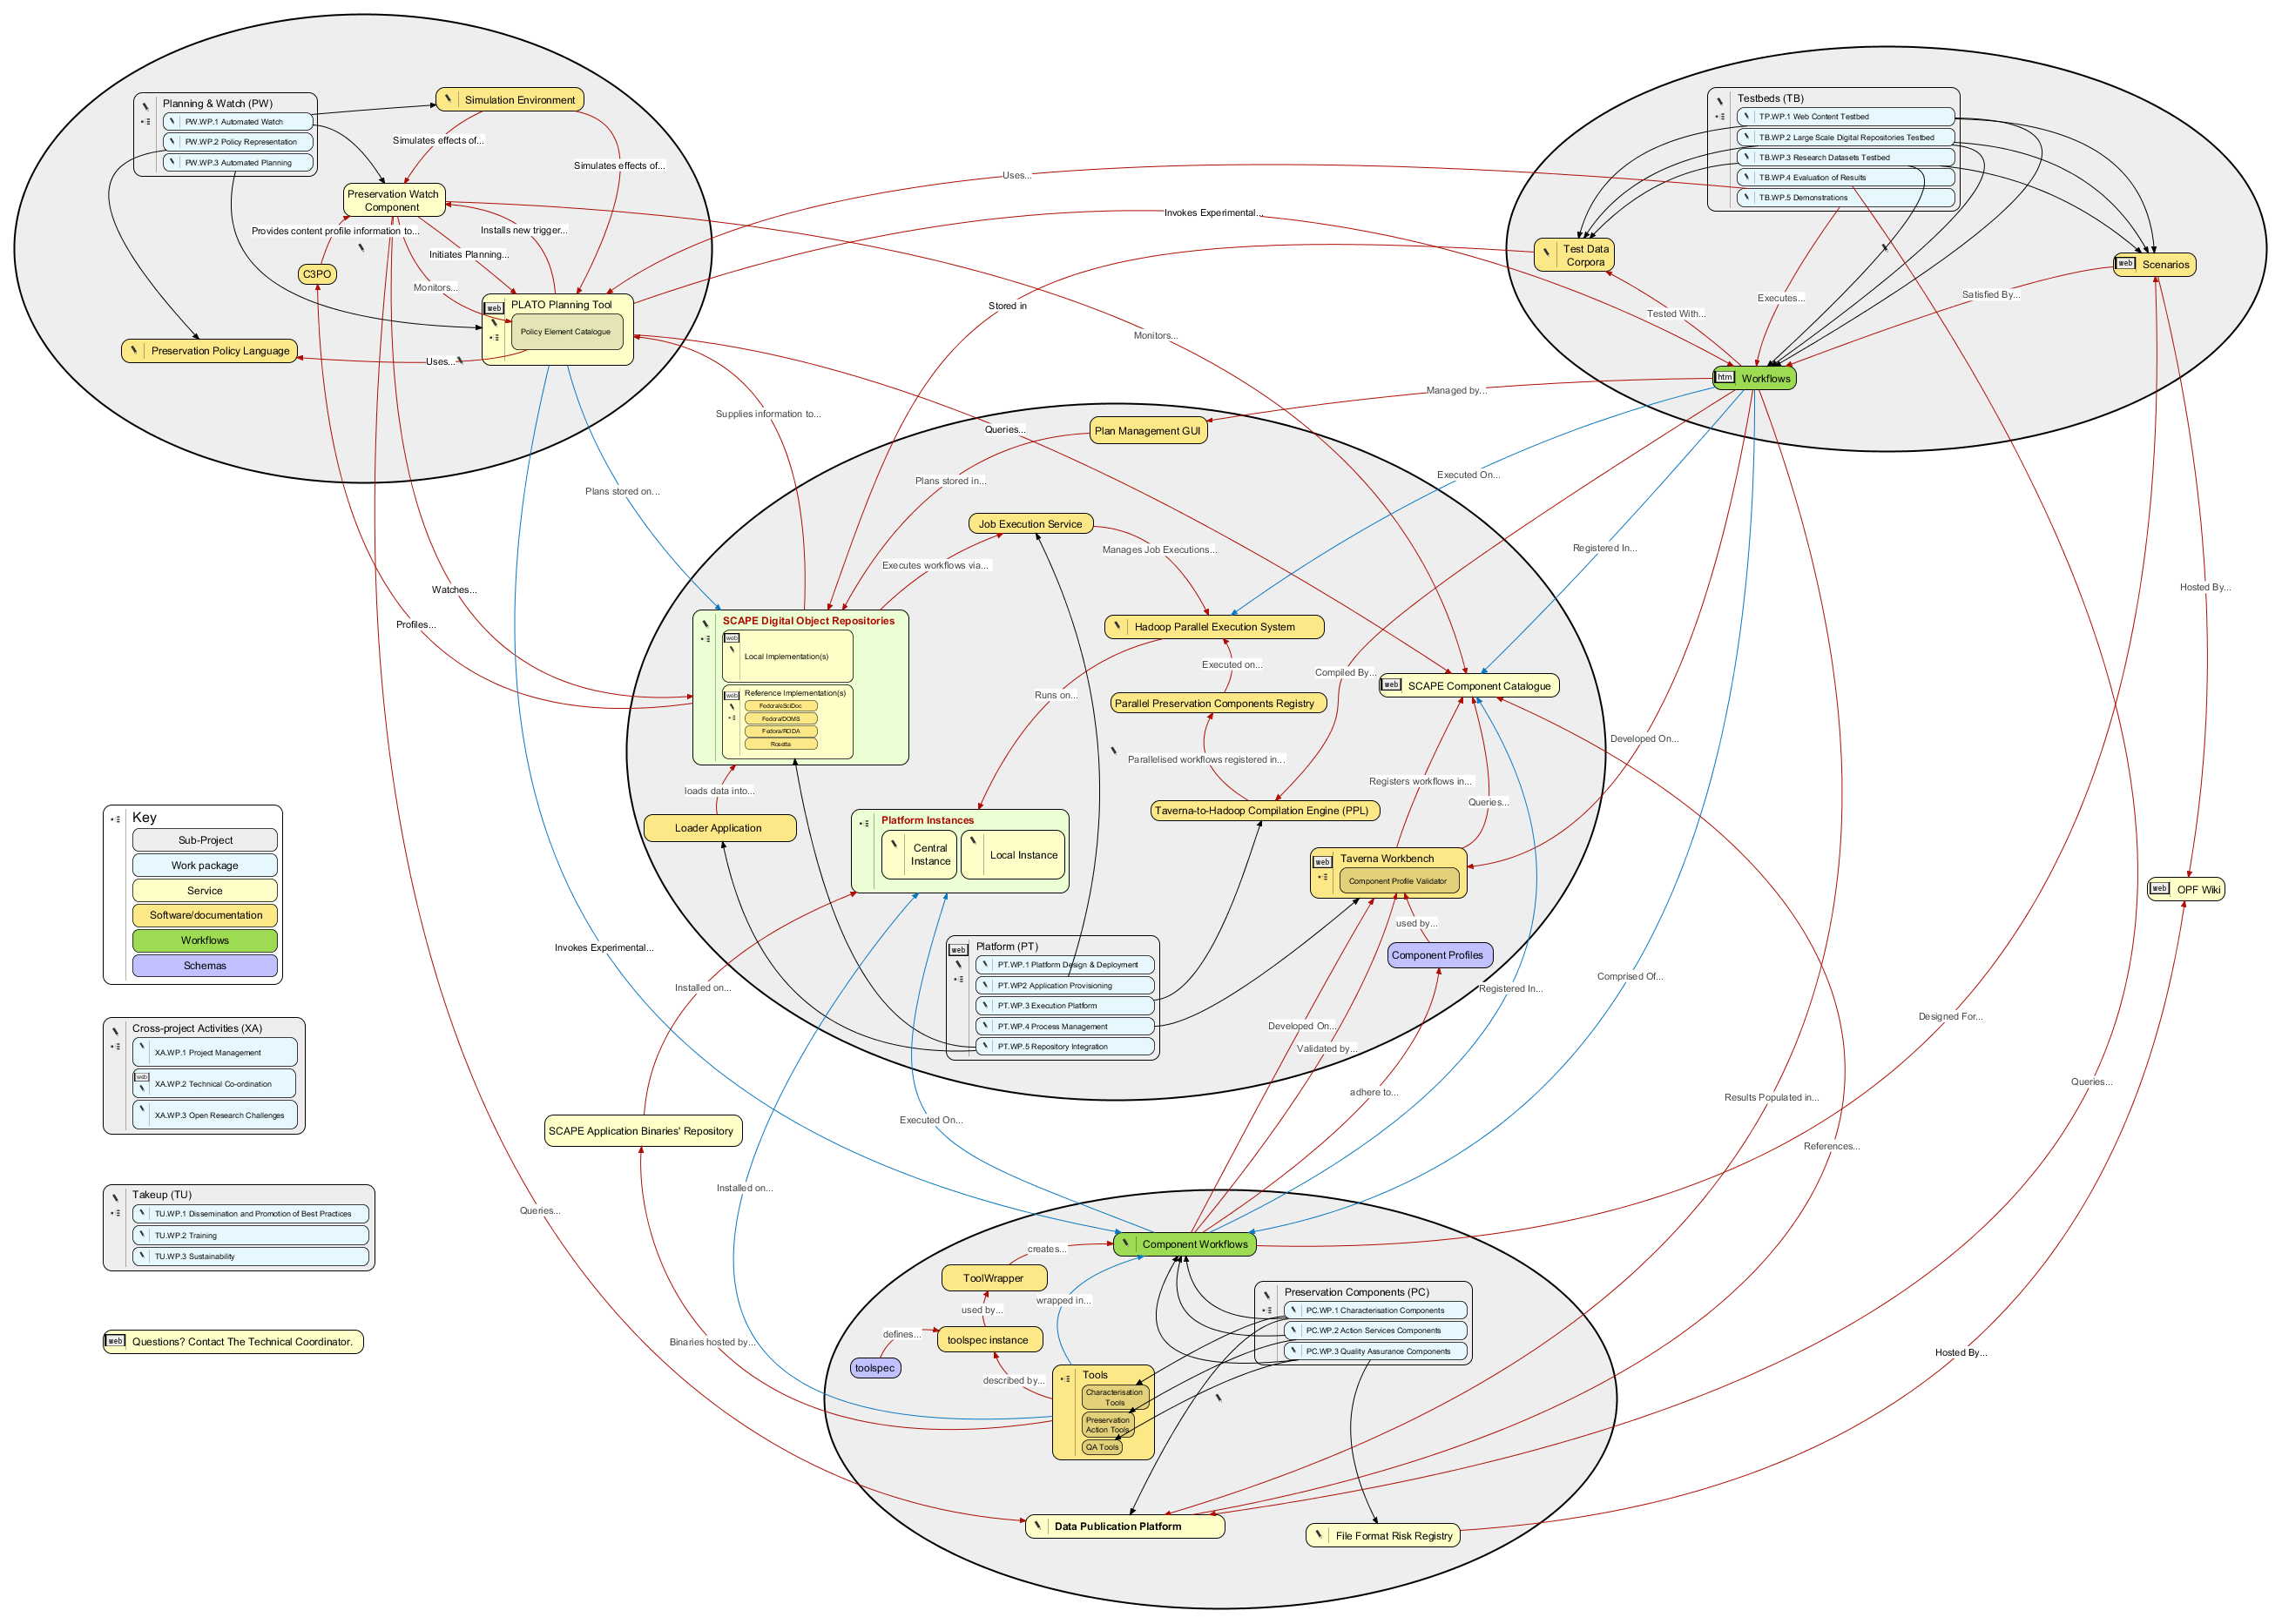 Planning & Watch (PW)
PW.WP.1 Automated Watch
PW.WP.2 Policy Representation
PW.WP.3 Automated Planning
Simulation Environment
Simulates effects of...
Simulates effects of...
Preservation Watch
Component
Provides content profile information to...
Installs new trigger...
Initiates Planning...
C3PO
Monitors...
web
PLATO Planning Tool
Policy Element Catalogue
Preservation Policy Language
Uses...
Testbeds (TB)
TP.WP.1 Web Content Testbed
TB.WP.2 Large Scale Digital Repositories Testbed
TB.WP.3 Research Datasets Testbed
TB.WP.4 Evaluation of Results
TB.WP.5 Demonstrations
Uses...
Invokes Experimental...
Test Data
Corpora
web
Scenarios
Stored in
Monitors...
Executes...
Satisfied By...
Tested With...
htm
Workflows
Managed by...
Supplies information to...
Queries...
Plan Management GUI
Plans stored on...
Plans stored in...
Executed On...
Job Execution Service
Manages Job Executions...
Registered In...
Executes workflows via...
Watches...
Profiles...
Hosted By...
SCAPE Digital Object Repositories
web
Local Implementation(s)
web
Reference Implementation(s)
Fedora/eSciDoc
Fedora/DOMS
Fedora/RODA
Rosetta
Hadoop Parallel Execution System
Executed on...
Compiled By...
Runs on...
Parallel Preservation Components Registry
web
SCAPE Component Catalogue
Developed On...
Parallelised workflows registered in...
Registers workflows in...
Queries...
loads data into...
Loader Application
Platform Instances
Central
Instance
Local Instance
Taverna-to-Hadoop Compilation Engine (PPL)
web
Taverna Workbench
Component Profile Validator
used by...
Component Profiles
web
OPF Wiki
Key
Sub-Project
Work package
Service
Software/documentation
Workflows
Schemas
Invokes Experimental...
Installed on...
web
Platform (PT)
PT.WP.1 Platform Design & Deployment
PT.WP2 Application Provisioning
PT.WP.3 Execution Platform
PT.WP.4 Process Management
PT.WP.5 Repository Integration
Registered In...
Comprised Of...
Designed For...
Developed On...
Validated by...
adhere to...
Cross-project Activities (XA)
XA.WP.1 Project Management
web
XA.WP.2 Technical Co-ordination
XA.WP.3 Open Research Challenges
SCAPE Application Binaries' Repository
Executed On...
Results Populated in...
Queries...
References...
Takeup (TU)
TU.WP.1 Dissemination and Promotion of Best Practices
TU.WP.2 Training
TU.WP.3 Sustainability
Installed on...
Queries...
Component Workflows
creates...
ToolWrapper
wrapped in...
used by...
toolspec instance
defines...
toolspec
described by...
Binaries hosted by...
Preservation Components (PC)
PC.WP.1 Characterisation Components
PC.WP.2 Action Services Components
PC.WP.3 Quality Assurance Components
Hosted By...
Tools
Characterisation
Tools
Preservation
Action Tools
QA Tools
web
Questions? Contact The Technical Coordinator.
Data Publication Platform
File Format Risk Registry